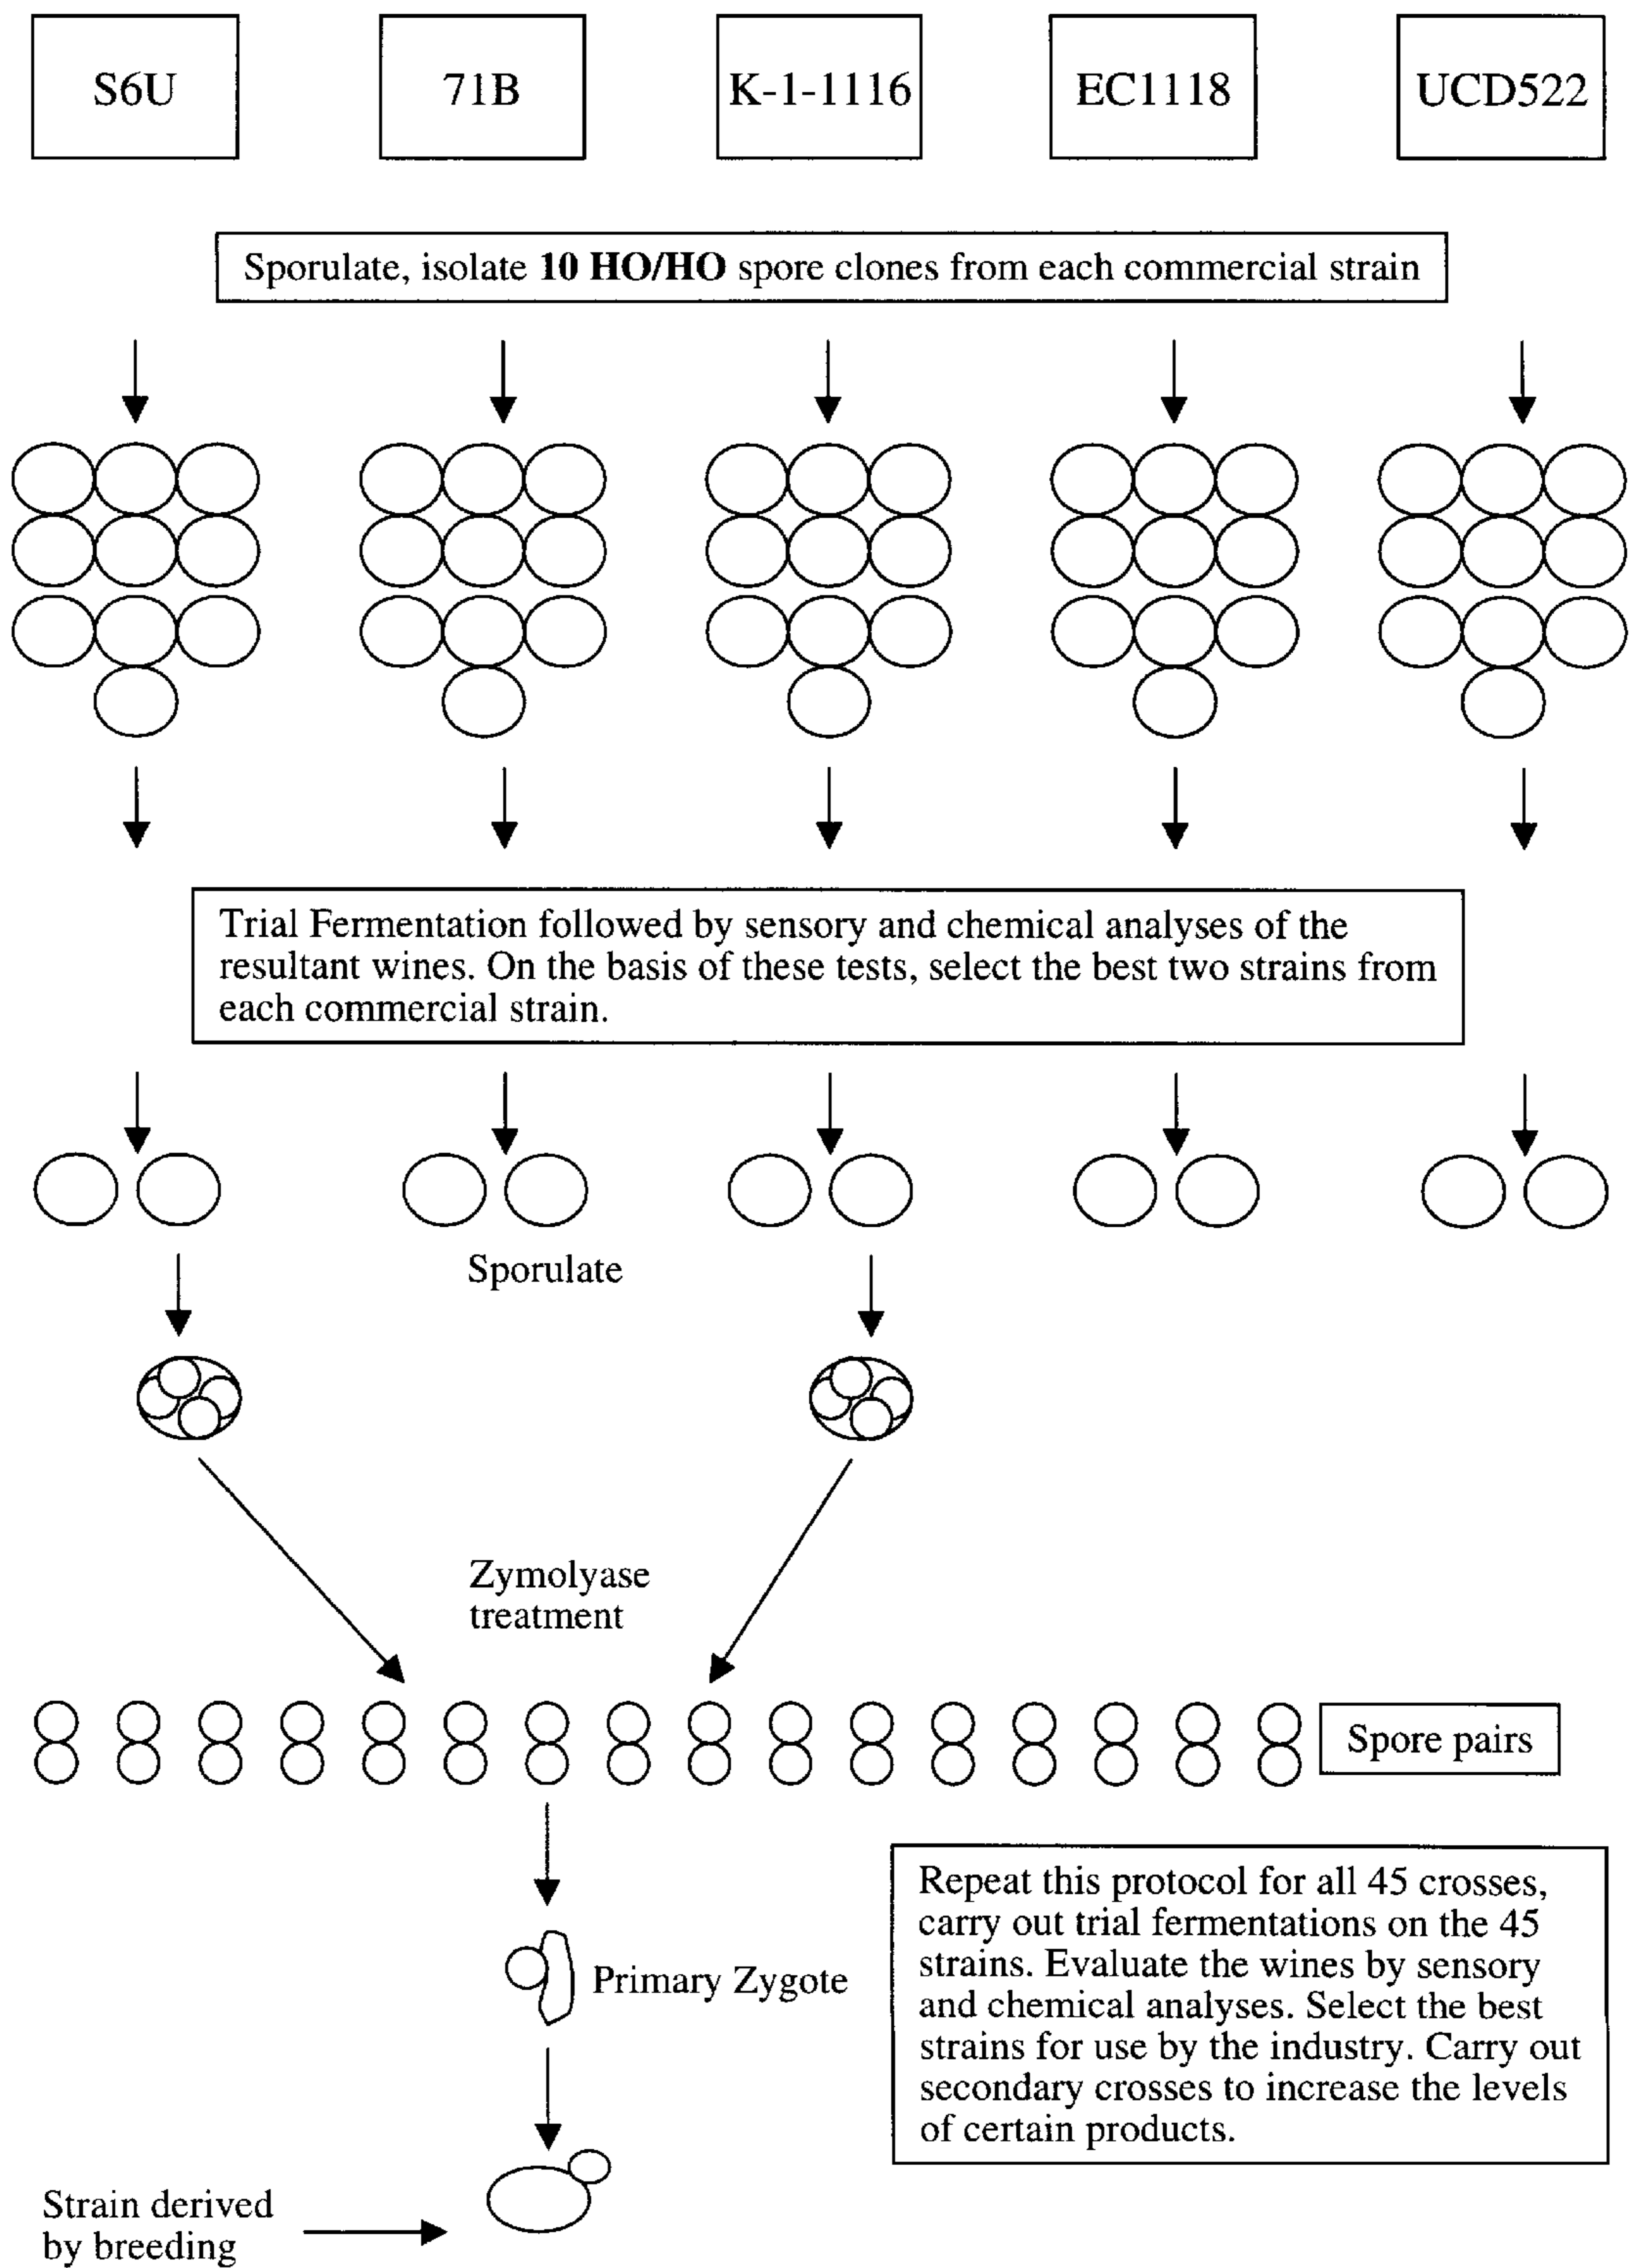 S6U
71B
K-1-1116
EC1118
UCD522
Sporulate, isolate 10 HO/HO spore clones from each commercial strain
Trial Fermentation followed by sensory and chemical analyses of the
resultant wines. On the basis of these tests, select the best two strains from
each commercial strain.
Sporulate
Zymolyase
treatment
Spore pairs
Primary Zygote
Repeat this protocol for all 45 crosses,
carry out trial fermentations on the 45
strains. Evaluate the wines by sensory
and chemical analyses. Select the best
strains for use by the industry. Carry out
secondary crosses to increase the levels
of certain products.
Strain derived
by breeding